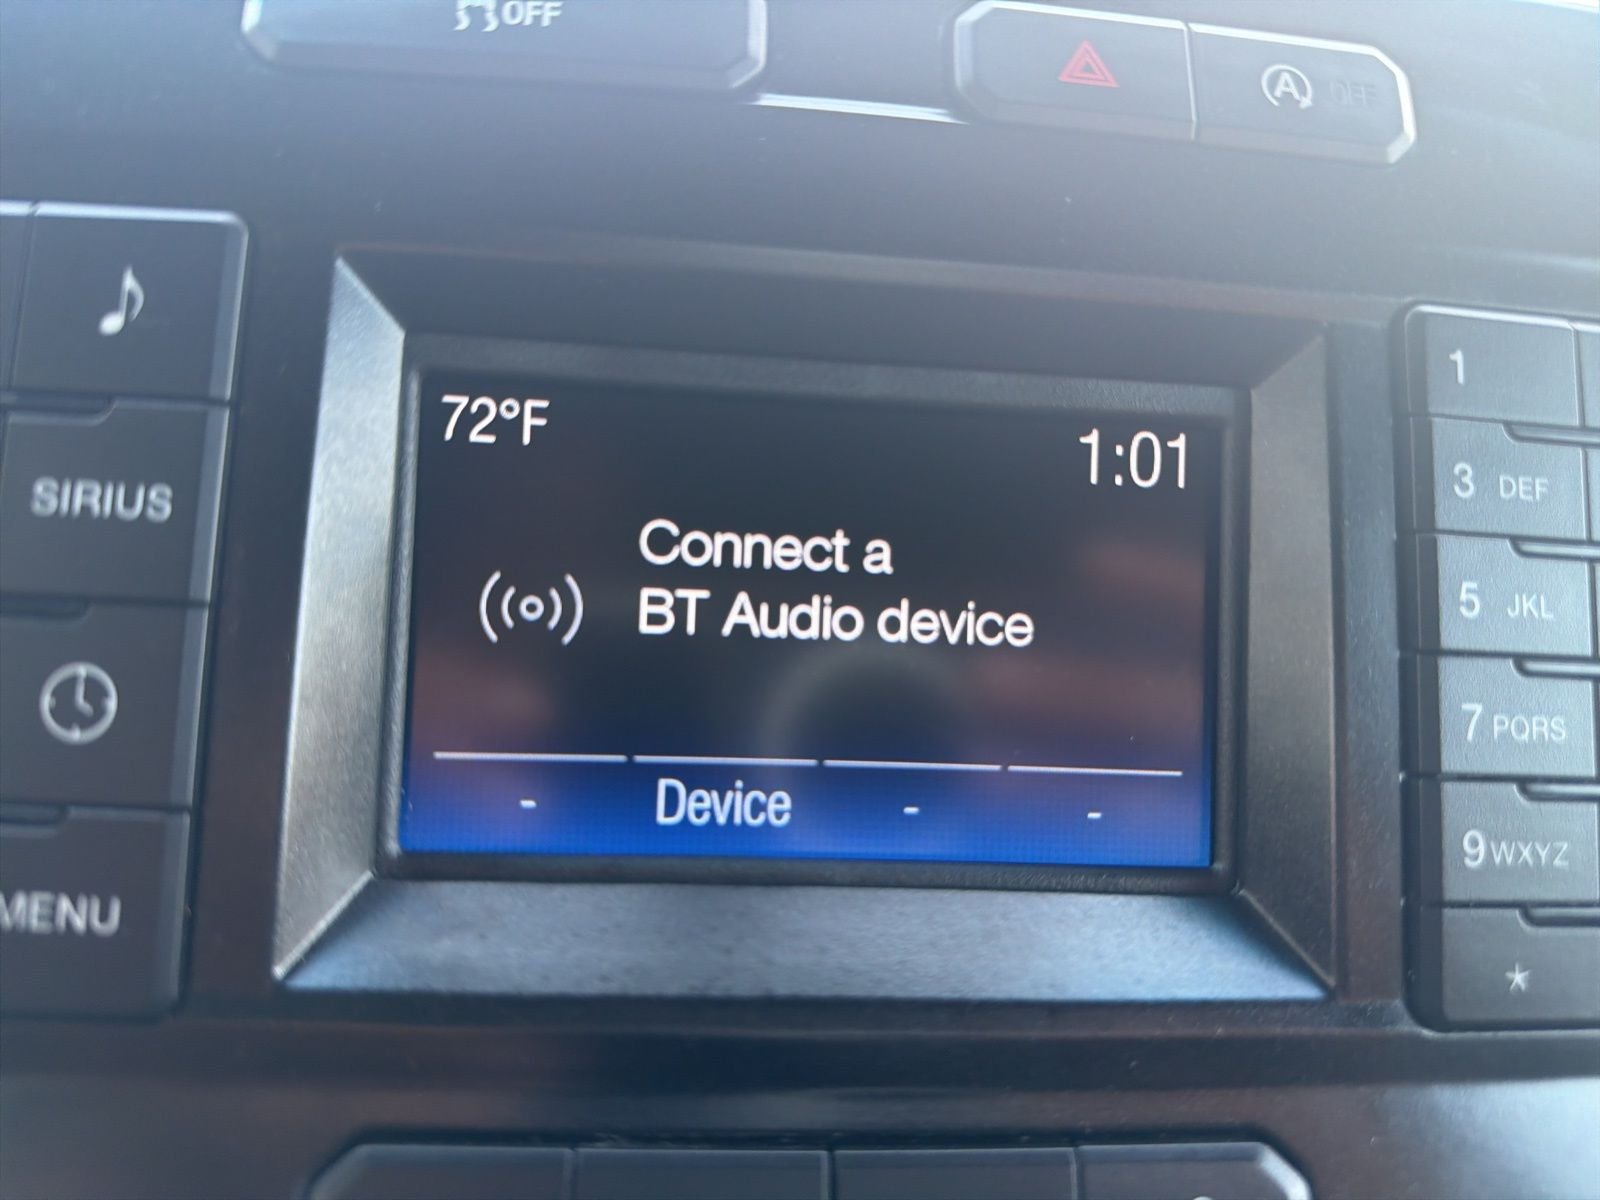 OFF
A OFF
SIRIUS
MENU
72°F
1:01
Connect a
BT Audio device
- Device - -
1
3 DEF
5 JKL
7 PQRS
9 WXYZ
*